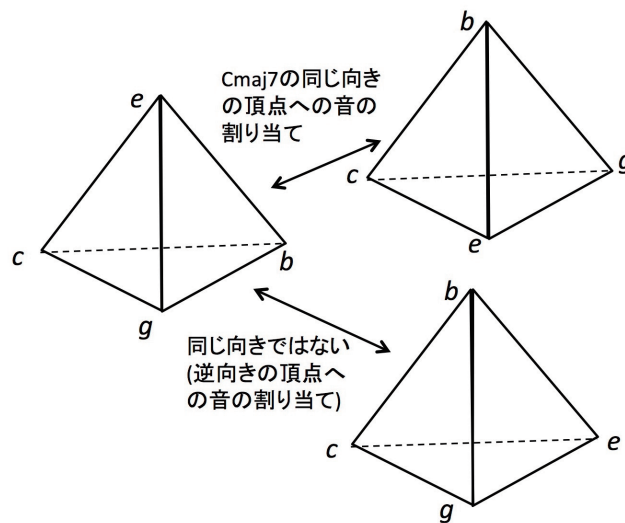 b
Cmaj7の同じ向き
の頂点への音の
割り当て
e
c
g
e
c
b
g
b
同じ向きではない
(逆向きの頂点へ
の音の割り当て)
c
e
g